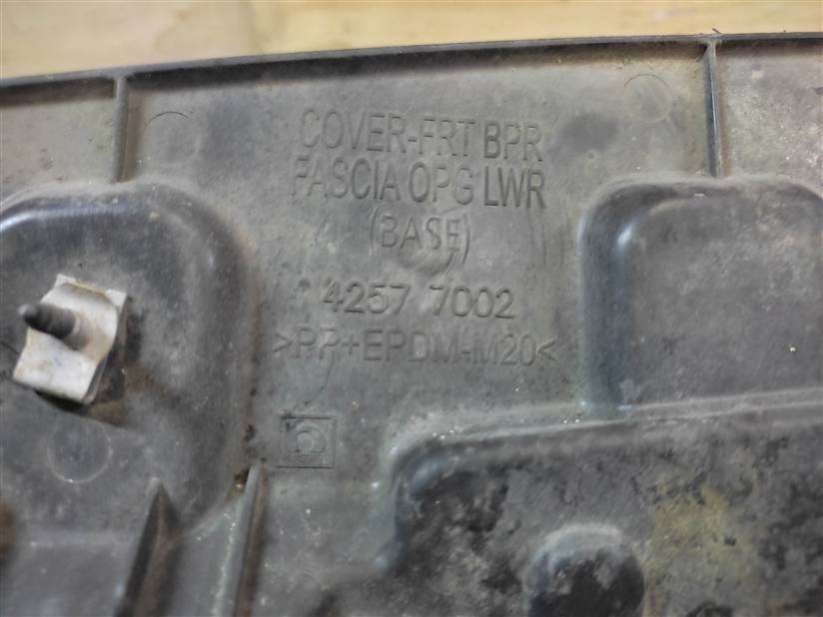 COVER-FRT BPR
FASCIA OPG LWR
(BASE)
4257 7002
>PP+EPDM-M20<